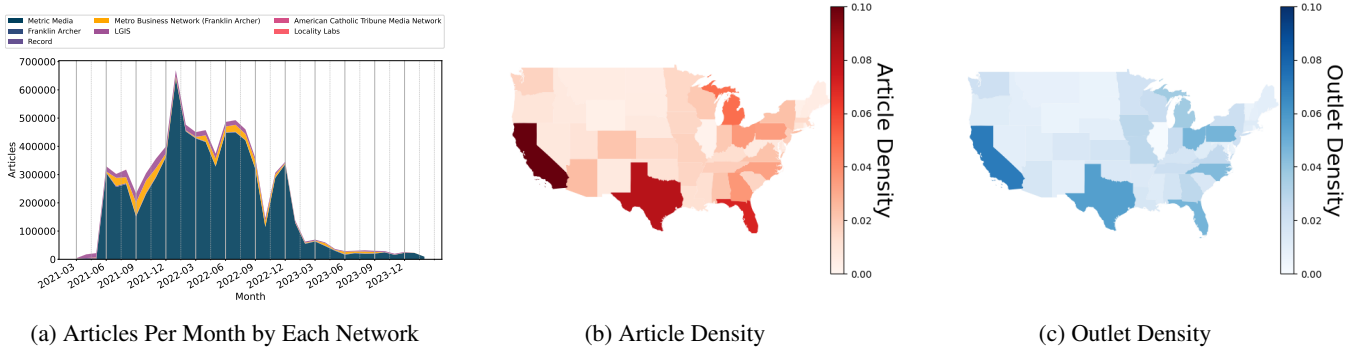 Metric Media
Franklin Archer
Record
Metro Business Network (Franklin Archer)
LGIS
American Catholic Tribune Media Network
Locality Labs
700000
600000
500000
400000
300000
200000
100000
0
Articles
2021-03
2021-06
2021-09
2021-12
2022-03
2022-06
2022-09
2022-12
2023-03
2023-06
2023-09
2023-12
Month
(a) Articles Per Month by Each Network
0.10
0.08
0.06
0.04
0.02
0.00
Article Density
(b) Article Density
0.10
0.08
0.06
0.04
0.02
0.00
Outlet Density
(c) Outlet Density